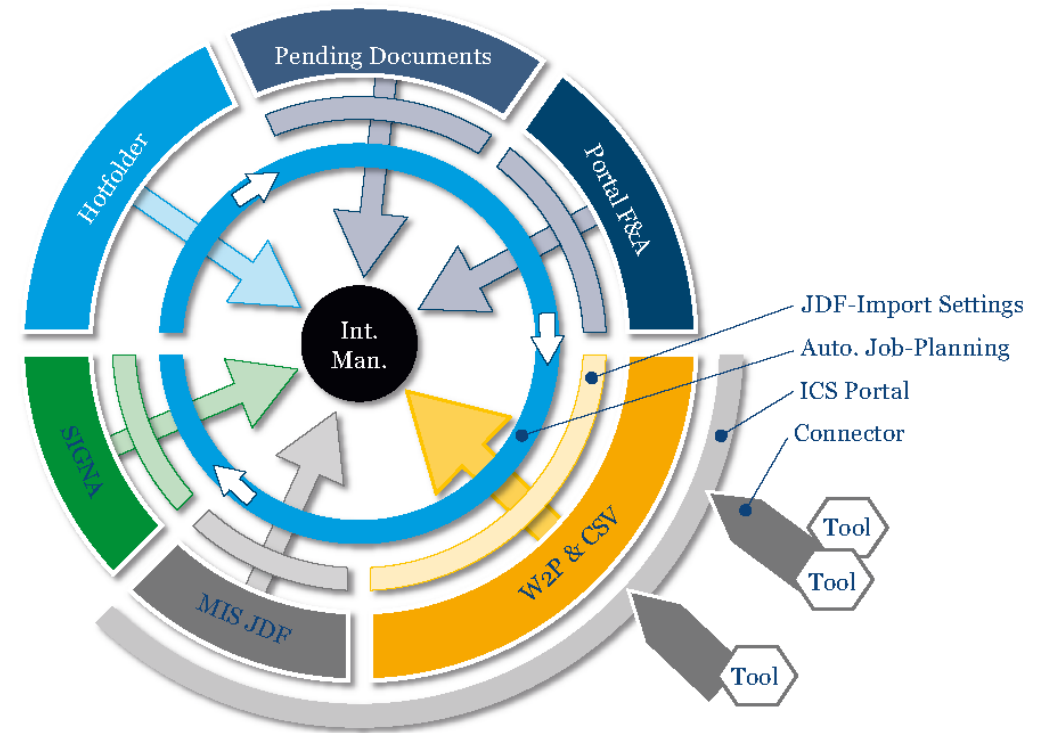 Pending Documents
Hotfolder
Portal F&A
JDF-Import Settings
Int.
Man.
Auto. Job-Planning
ICS Portal
Connector
SIGNA
Tool
W2P & CSV
Tool
MIS JDF
Tool